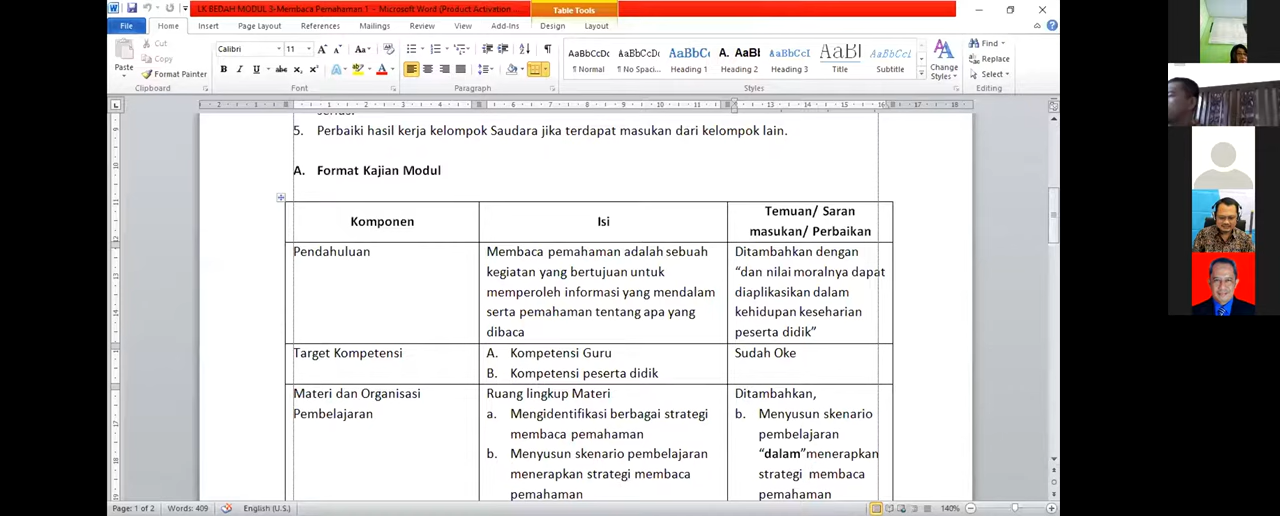 LK BEDAH MODUL 3-Membaca Pemahaman 1 - Microsoft Word (Product Activation
Table Tools
File Home Insert Page Layout References Mailings Review View Add-Ins Design Layout
Cut
Copy
Format Painter
Paste
Clipboard
Calibri 11
Font
Paragraph
AaBbCcDc AaBbCcDc AaBbC AaBbCc A. AaB AaBbCcI AaB AaBbCcL
¶ Normal ¶ No Spaci... Heading 1 Heading 2 Heading 3 Title Subtitle
Change Styles
Styles
Find
Replace
Select
Editing
5. Perbaiki hasil kerja kelompok Saudara jika terdapat masukan dari kelompok lain.
A. Format Kajian Modul
Komponen
Isi
Temuan/ Saran
masukan/ Perbaikan
Pendahuluan
Membaca pemahaman adalah sebuah
kegiatan yang bertujuan untuk
memperoleh informasi yang mendalam
serta pemahaman tentang apa yang
dibaca
Ditambahkan dengan
“dan nilai moralnya dapat
diaplikasikan dalam
kehidupan keseharian
peserta didik”
Target Kompetensi
A. Kompetensi Guru
B. Kompetensi peserta didik
Sudah Oke
Materi dan Organisasi
Pembelajaran
Ruang lingkup Materi
a. Mengidentifikasi berbagai strategi
membaca pemahaman
b. Menyusun skenario pembelajaran
menerapkan strategi membaca
pemahaman
Ditambahkan,
b. Menyusun skenario
pembelajaran
“dalam”menerapkan
strategi membaca
pemahaman
Page: 1 of 2 Words: 409 English (U.S.) 140%